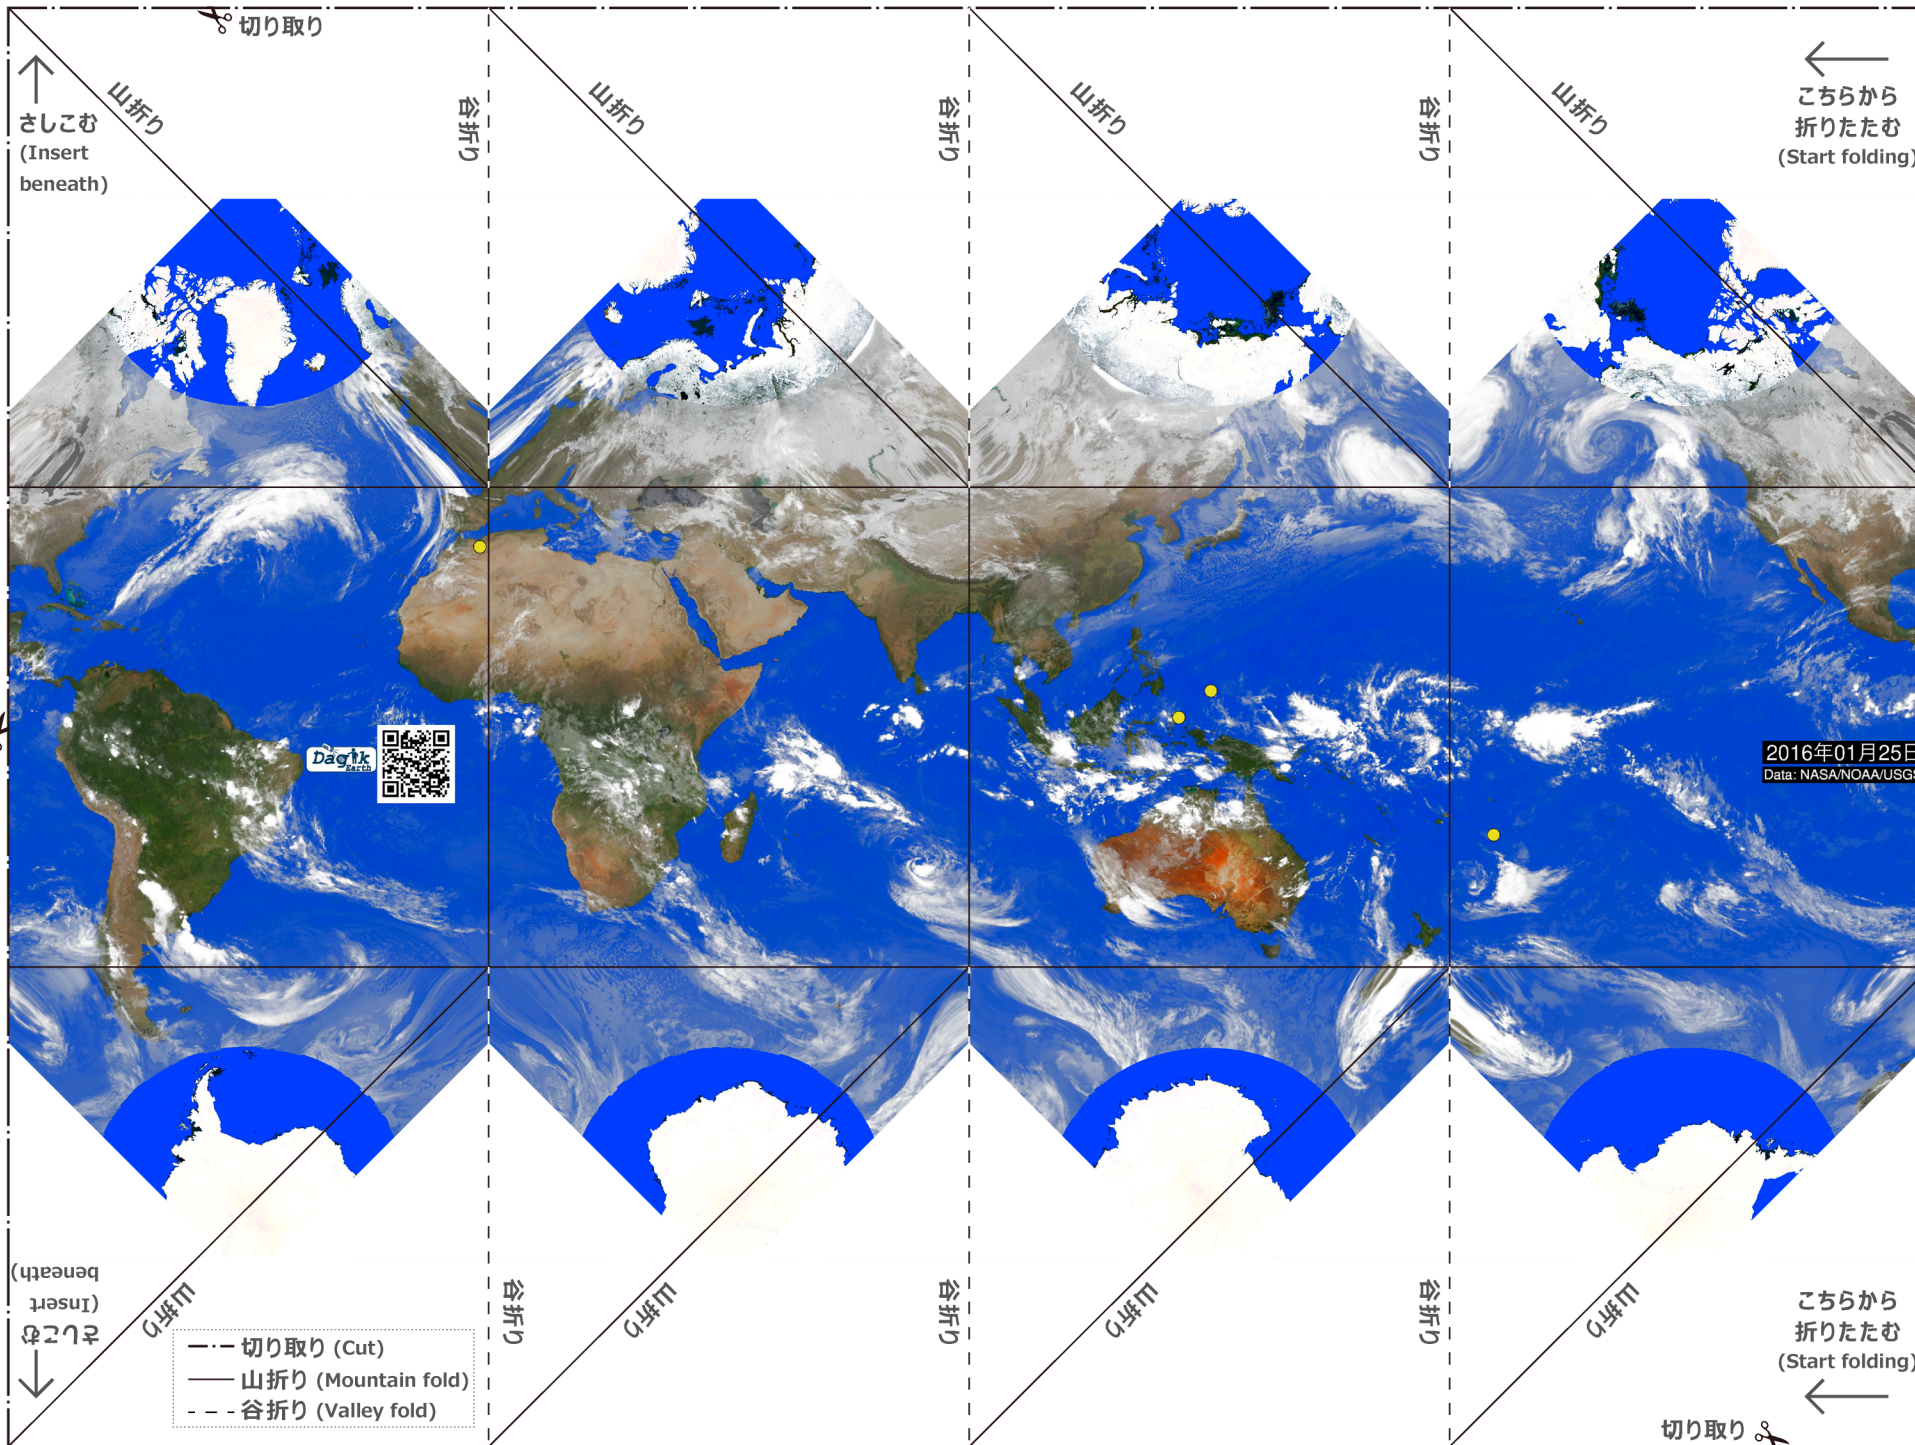 切り取り
さしこむ
(Insert
beneath)
山折り
谷折り
山折り
谷折り
山折り
谷折り
山折り
こちらから
折りたたむ
(Start folding)
Dagik
Earth
2016年01月25日
Data: NASA/NOAA/USGS
さしこむ
(Insert
beneath)
山折り
谷折り
山折り
谷折り
山折り
谷折り
山折り
切り取り (Cut)
山折り (Mountain fold)
谷折り (Valley fold)
こちらから
折りたたむ
(Start folding)
切り取り